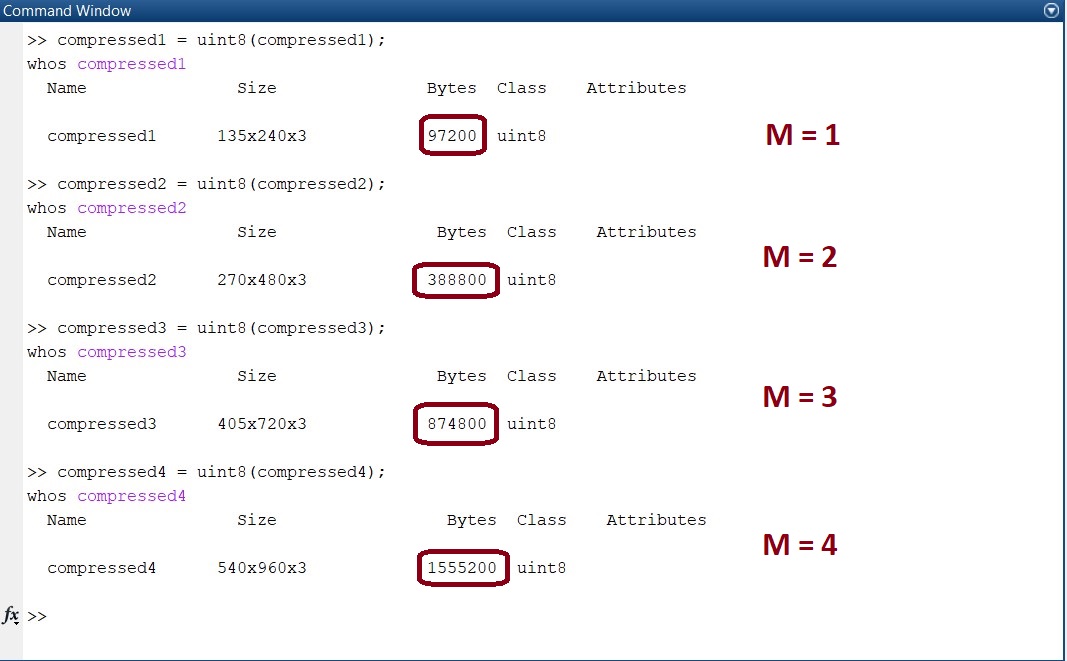 Command Window
>> compressed1 = uint8(compressed1);
whos compressed1
Name Size Bytes Class Attributes
compressed1 135x240x3 97200 uint8 M = 1
>> compressed2 = uint8(compressed2);
whos compressed2
Name Size Bytes Class Attributes
M = 2
compressed2 270x480x3 388800 uint8
>> compressed3 = uint8(compressed3);
whos compressed3
Name Size Bytes Class Attributes
M = 3
compressed3 405x720x3 874800 uint8
>> compressed4 = uint8(compressed4);
whos compressed4
Name Size Bytes Class Attributes
M = 4
compressed4 540x960x3 1555200 uint8
fx >>